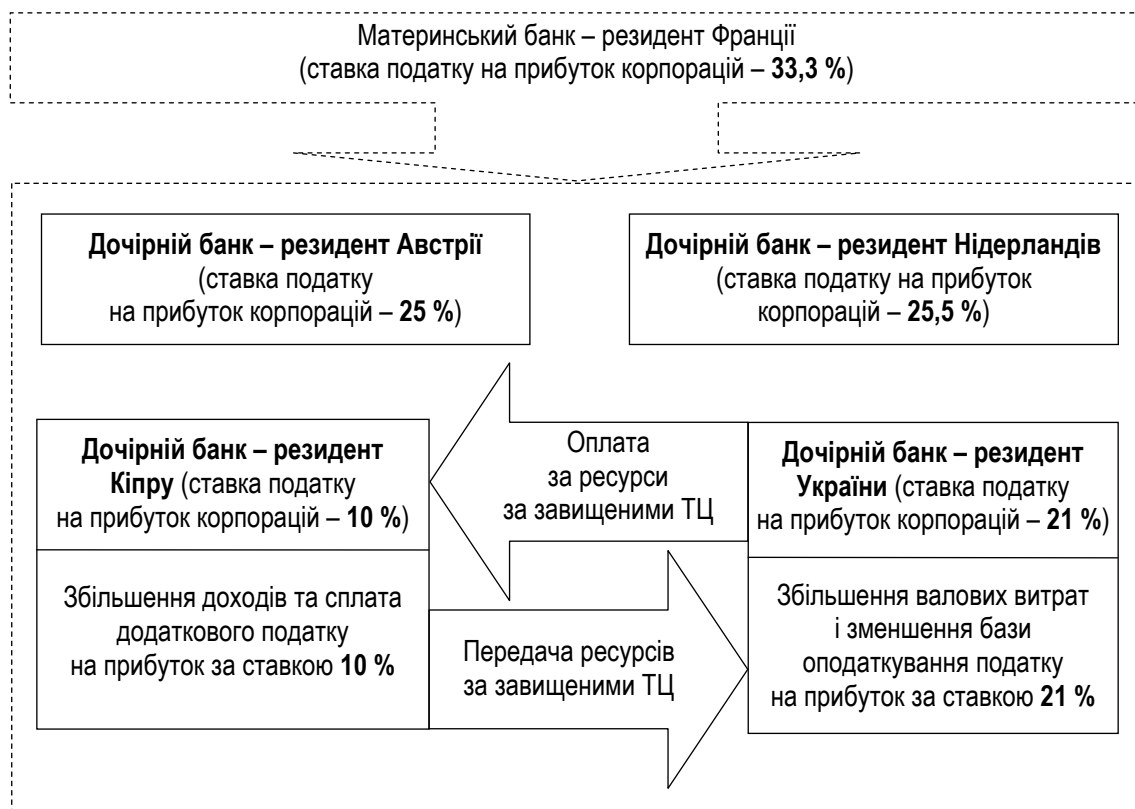 Материнський банк – резидент Франції
(ставка податку на прибуток корпорацій – 33,3 %)
Дочірній банк – резидент Австрії
(ставка податку
на прибуток корпорацій – 25 %)
Дочірній банк – резидент Нідерландів
(ставка податку на прибуток
корпорацій – 25,5 %)
Дочірній банк – резидент
Кіпру (ставка податку
на прибуток корпорацій – 10 %)
Оплата
за ресурси
за завищеними ТЦ
Дочірній банк – резидент
України (ставка податку
на прибуток корпорацій – 21 %)
Збільшення доходів та сплата
додаткового податку
на прибуток за ставкою 10 %
Передача ресурсів
за завищеними ТЦ
Збільшення валових витрат
і зменшення бази
оподаткування податку
на прибуток за ставкою 21 %